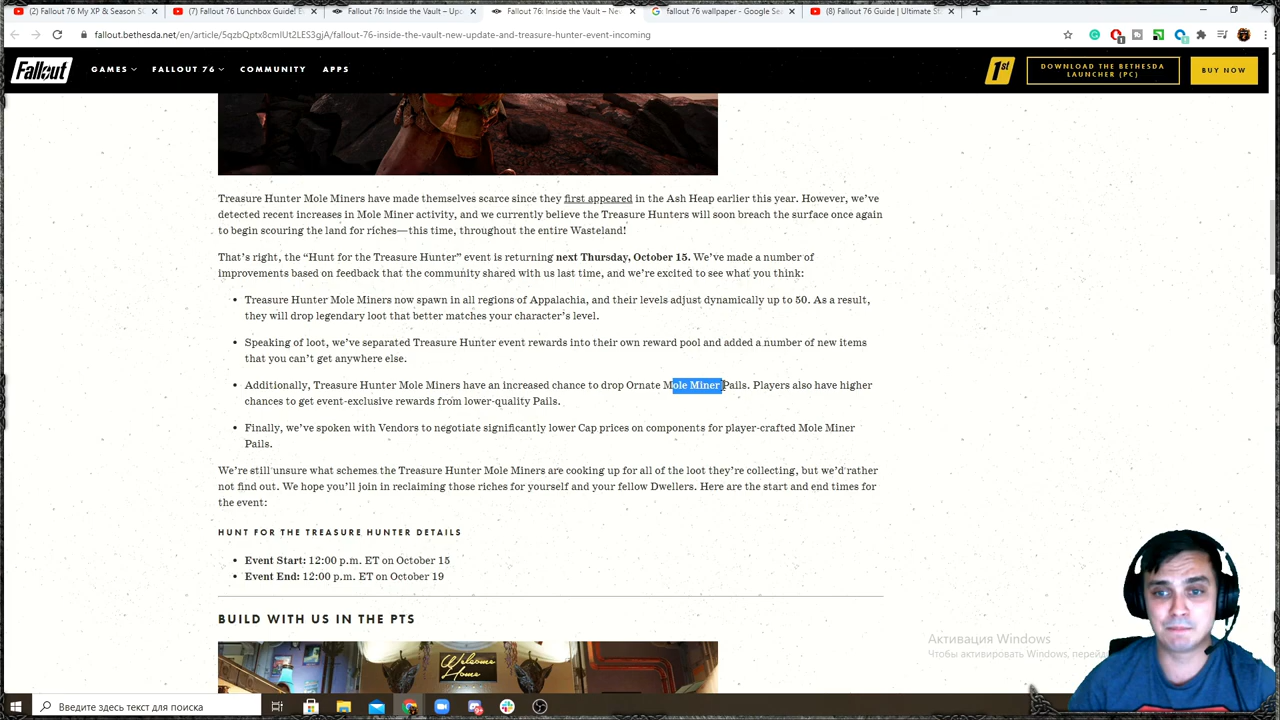 (2) Fallout 76 My XP & Season S
(7) Fallout 76 Lunchbox Guide!
Fallout 76: Inside the Vault – Up
Fallout 76: Inside the Vault – Ne
fallout 76 wallpaper - Google Se
(8) Fallout 76 Guide | Ultimate S
fallout.bethesda.net/en/article/5qzbQptx8cmIUt2LES3gjA/fallout-76-inside-the-vault-new-update-and-treasure-hunter-event-incoming
Fallout
GAMES
FALLOUT 76
COMMUNITY
APPS
1st
DOWNLOAD THE BETHESDA
LAUNCHER (PC)
BUY NOW
Treasure Hunter Mole Miners have made themselves scarce since they first appeared in the Ash Heap earlier this year. However, we’ve
detected recent increases in Mole Miner activity, and we currently believe the Treasure Hunters will soon breach the surface once again
to begin scouring the land for riches—this time, throughout the entire Wasteland!
That’s right, the “Hunt for the Treasure Hunter” event is returning next Thursday, October 15. We’ve made a number of
improvements based on feedback that the community shared with us last time, and we’re excited to see what you think:
• Treasure Hunter Mole Miners now spawn in all regions of Appalachia, and their levels adjust dynamically up to 50. As a result,
they will drop legendary loot that better matches your character’s level.
• Speaking of loot, we’ve separated Treasure Hunter event rewards into their own reward pool and added a number of new items
that you can’t get anywhere else.
• Additionally, Treasure Hunter Mole Miners have an increased chance to drop Ornate Mole Miner Pails. Players also have higher
chances to get event-exclusive rewards from lower-quality Pails.
• Finally, we’ve spoken with Vendors to negotiate significantly lower Cap prices on components for player-crafted Mole Miner
Pails.
We’re still unsure what schemes the Treasure Hunter Mole Miners are cooking up for all of the loot they’re collecting, but we’d rather
not find out. We hope you’ll join in reclaiming those riches for yourself and your fellow Dwellers. Here are the start and end times for
the event:
HUNT FOR THE TREASURE HUNTER DETAILS
• Event Start: 12:00 p.m. ET on October 15
• Event End: 12:00 p.m. ET on October 19
BUILD WITH US IN THE PTS
Welcome
Home
Активация Windows
Чтобы активировать Windows, перейд
Введите здесь текст для поиска